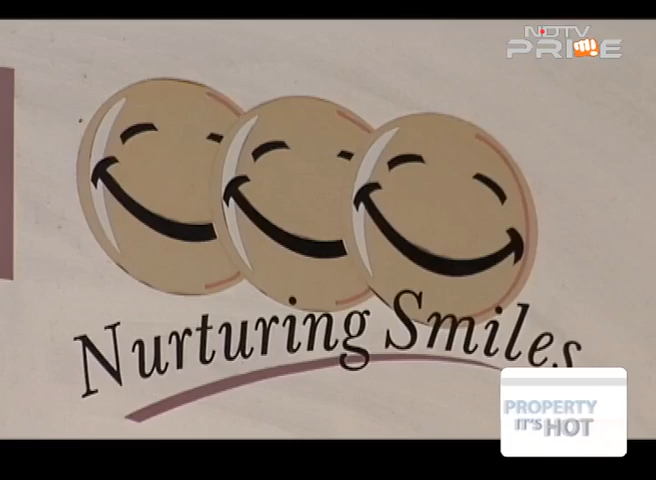 NDTV
PRIME
Nurturing Smiles
PROPERTY
IT'S HOT